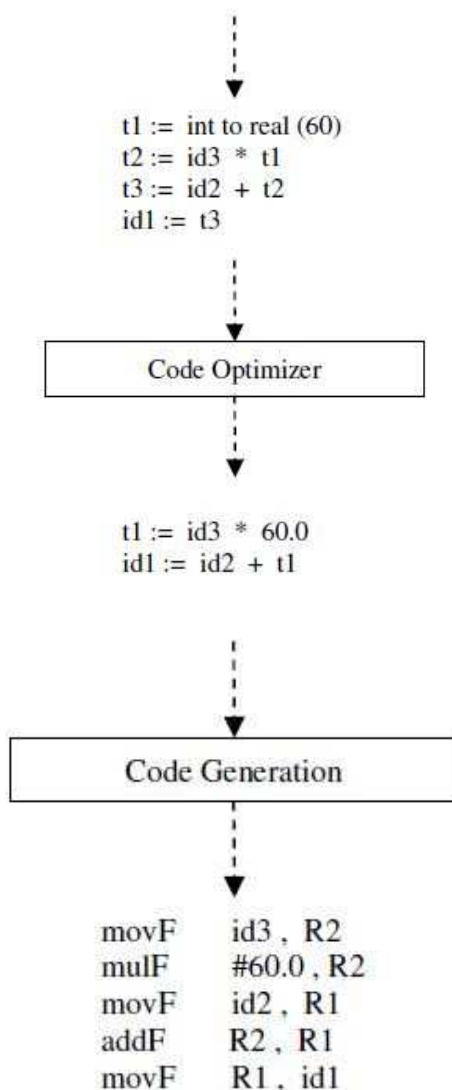 t1 := int to real (60)
t2 := id3 * t1
t3 := id2 + t2
id1 := t3
Code Optimizer
t1 := id3 * 60.0
id1 := id2 + t1
Code Generation
movF id3 , R2
mulF #60.0 , R2
movF id2 , R1
addF R2 , R1
movF R1 , id1